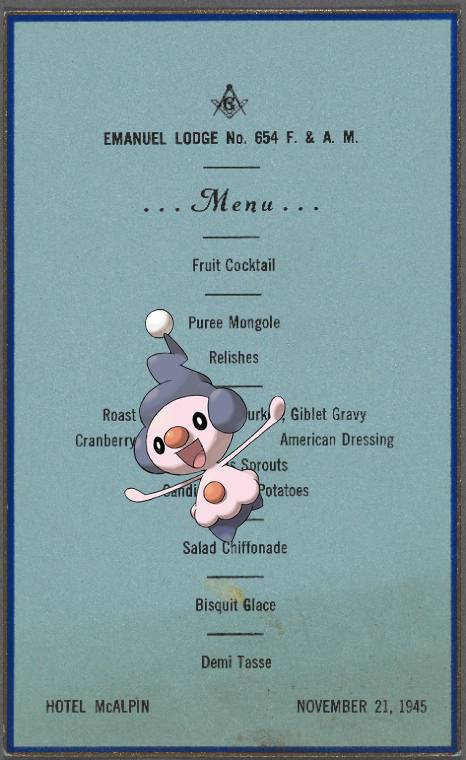 G
EMANUEL LODGE No. 654 F. & A. M.
... Menu ...
Fruit Cocktail
Puree Mongole
Relishes
Roast Giblet Gravy
Cranberry American Dressing
Sprouts
Potatoes
Salad Chiffonade
Bisquit Glace
Demi Tasse
HOTEL McALPIN NOVEMBER 21, 1945